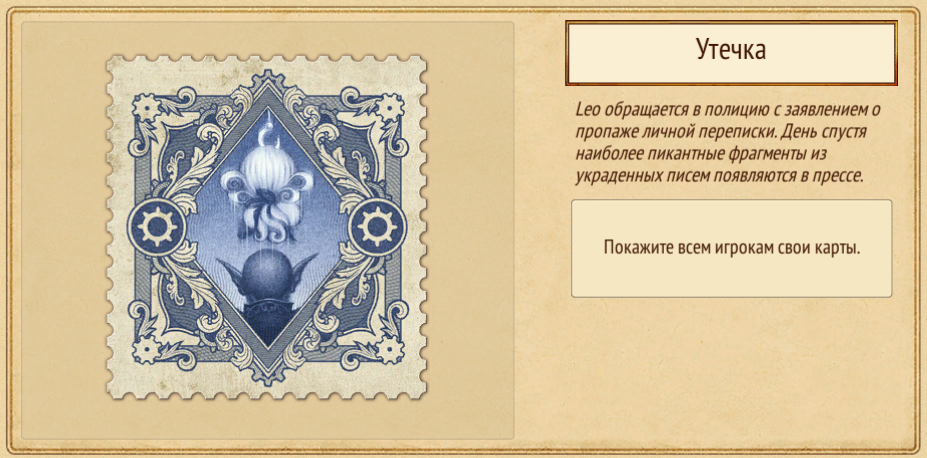 Утечка
Leo обращается в полицию с заявлением о
пропаже личной переписки. День спустя
наиболее пикантные фрагменты из
украденных писем появляются в прессе.
Покажите всем игрокам свои карты.